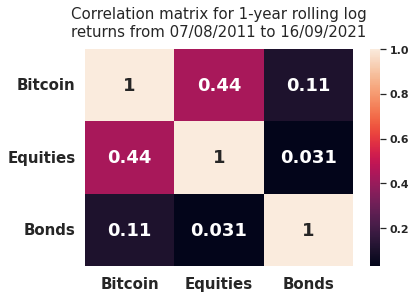 Correlation matrix for 1-year rolling log
returns from 07/08/2011 to 16/09/2021
Bitcoin 1 0.44 0.11
Equities 0.44 1 0.031
Bonds 0.11 0.031 1
Bitcoin Equities Bonds
1.0
0.8
0.6
0.4
0.2